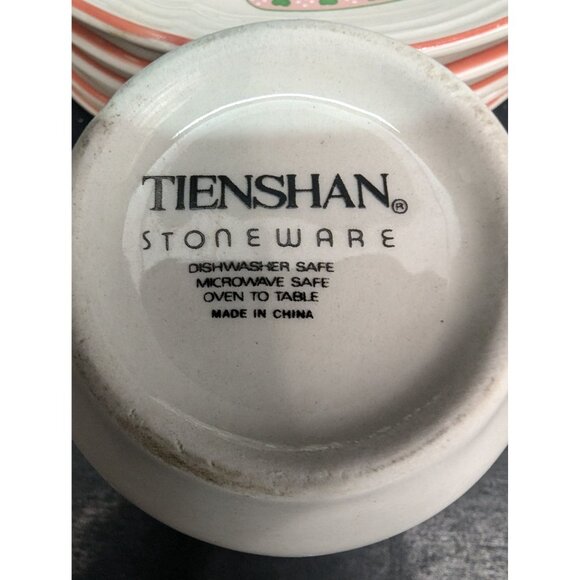 TIENSHAN®
STONEWARE
DISHWASHER SAFE
MICROWAVE SAFE
OVEN TO TABLE
MADE IN CHINA